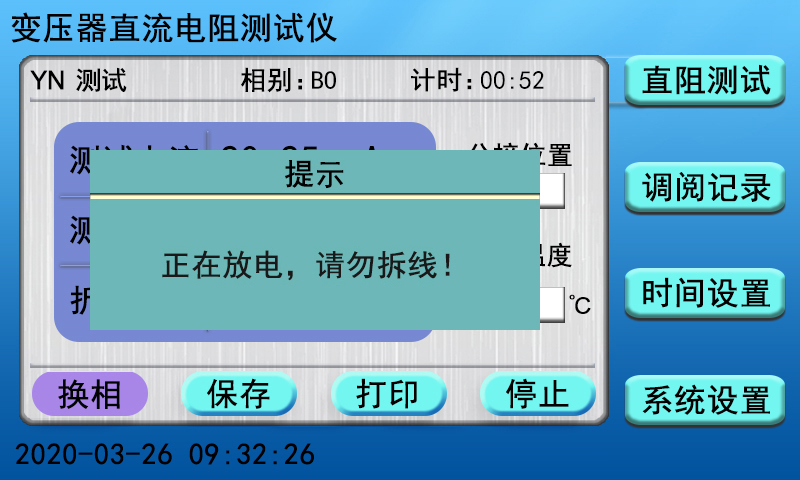 变压器直流电阻测试仪
YN 测试 相别:B0 计时:00:52
直阻测试
提示
正在放电，请勿拆线！
调阅记录
时间设置
℃
换相 保存 打印 停止
系统设置
2020-03-26 09:32:26